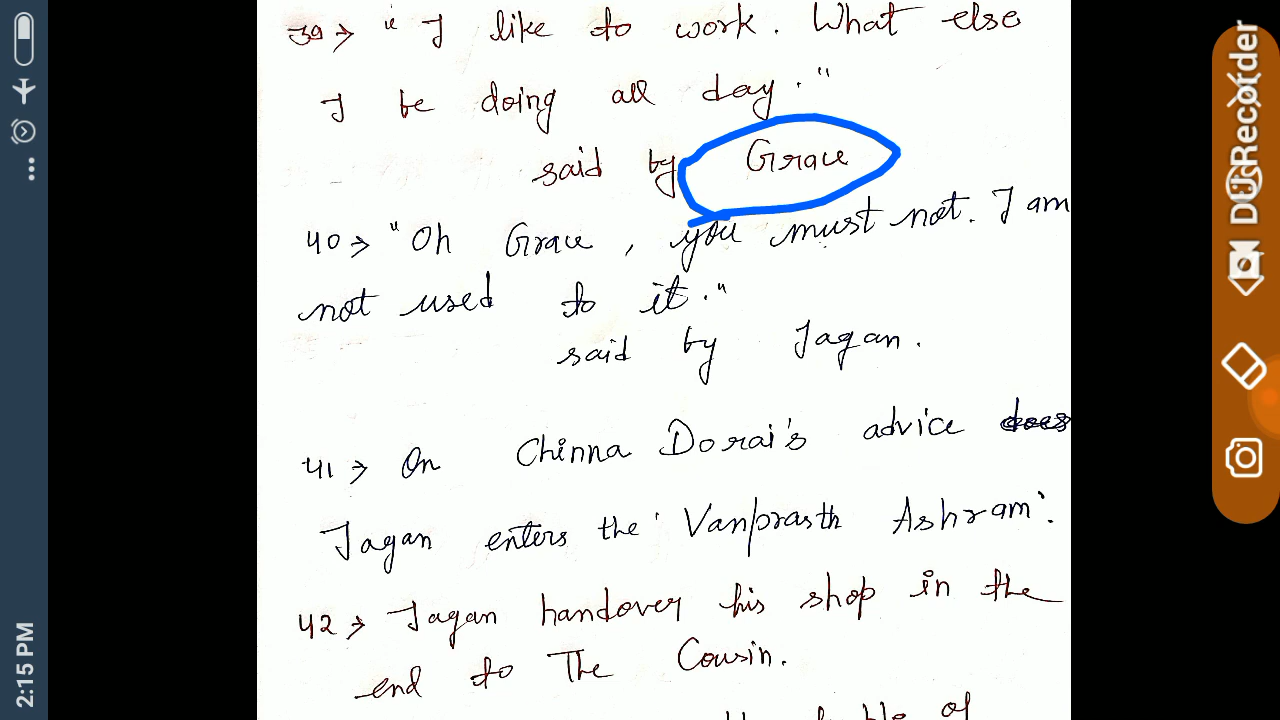 39→ "I like to work. What else
I be doing all day."
said by Grace
40→ "Oh Grace, you must not. I am
not used to it."
said by Jagan.
41→ On Chinna Dorai's advice does
Jagan enters the 'Vanprasth Ashram'.
42→ Jagan handover his shop in the
end to The Cousin.
of
2:15 PM
DU Recorder